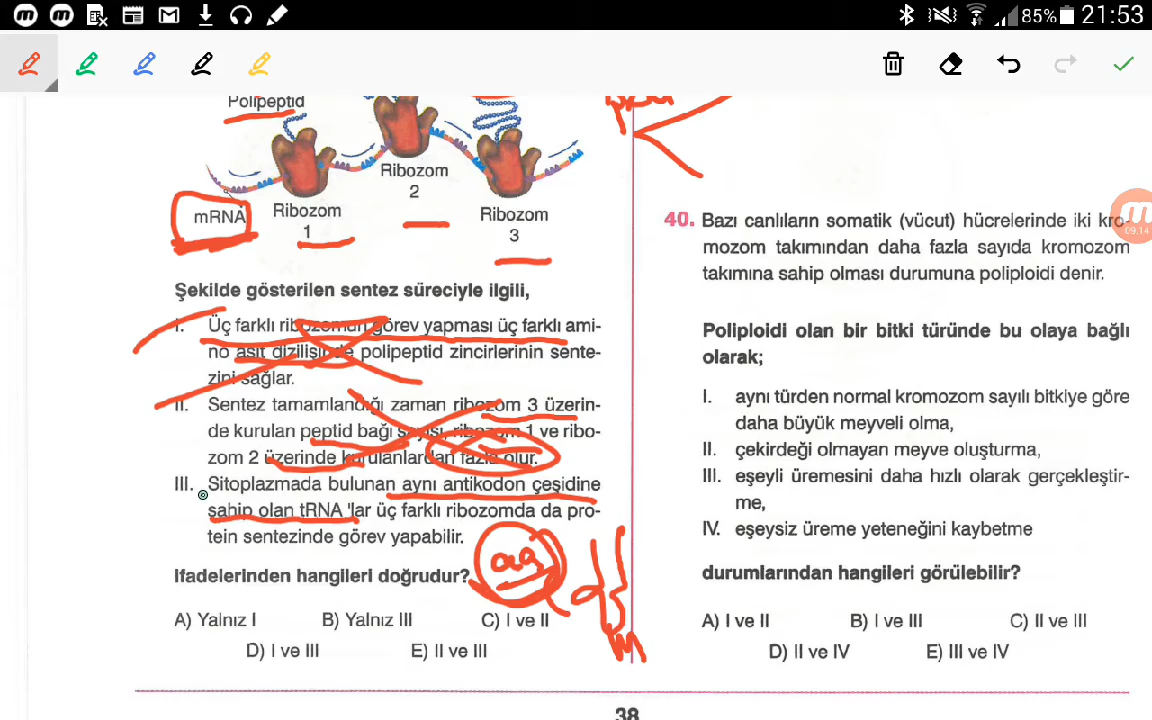 85% 21:53
Polipeptid
mRNA
Ribozom
1
Ribozom
2
Ribozom
3
Şekilde gösterilen sentez süreciyle ilgili,
I. Üç farklı ribozomun görev yapması üç farklı ami-
no asit dizilişinde polipeptid zincirlerinin sente-
zini sağlar.
II. Sentez tamamlandığı zaman ribozom 3 üzerin-
de kurulan peptid bağı sayısı, ribozom 1 ve ribo-
zom 2 üzerinde kurulanlardan fazla olur.
III. Sitoplazmada bulunan aynı antikodon çeşidine
sahip olan tRNA 'lar üç farklı ribozomda da pro-
tein sentezinde görev yapabilir.
aa
Ifadelerinden hangileri doğrudur?
A) Yalnız I B) Yalnız III C) I ve II
D) I ve III E) II ve III
40. Bazı canlıların somatik (vücut) hücrelerinde iki kro-
mozom takımından daha fazla sayıda kromozom
takımına sahip olması durumuna poliploidi denir.
09:14
Poliploidi olan bir bitki türünde bu olaya bağlı
olarak;
I. aynı türden normal kromozom sayılı bitkiye göre
daha büyük meyveli olma,
II. çekirdeği olmayan meyve oluşturma,
III. eşeyli üremesini daha hızlı olarak gerçekleştir-
me,
IV. eşeysiz üreme yeteneğini kaybetme
durumlarından hangileri görülebilir?
A) I ve II B) I ve III C) II ve III
D) II ve IV E) III ve IV
38